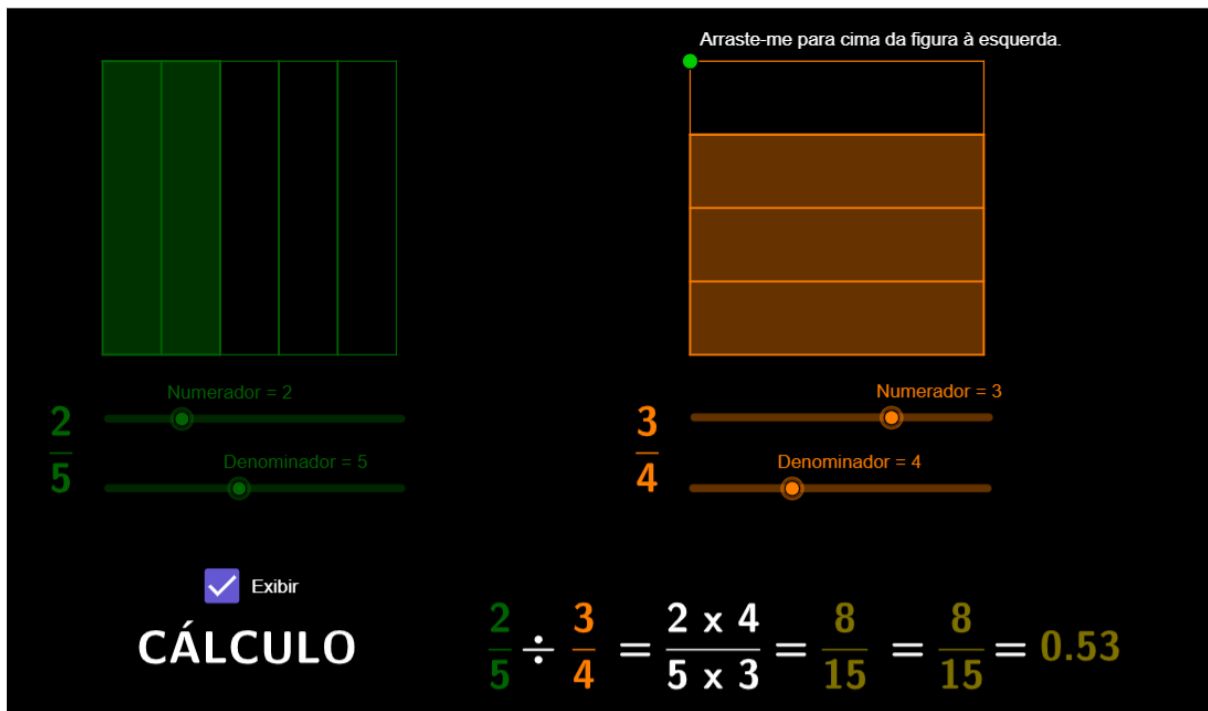 Arraste-me para cima da figura à esquerda.
Numerador = 2
2
5
Denominador = 5
Numerador = 3
3
4
Denominador = 4
Exibir
CÁLCULO
2/5 ÷ 3/4 = 2 x 4/5 x 3 = 8/15 = 8/15 = 0.53